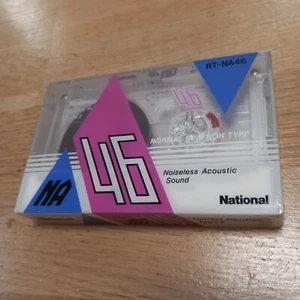 RT-NA46
46
NORMAL POSITION TYPE I
46
Noiseless Acoustic
Sound
NA
National